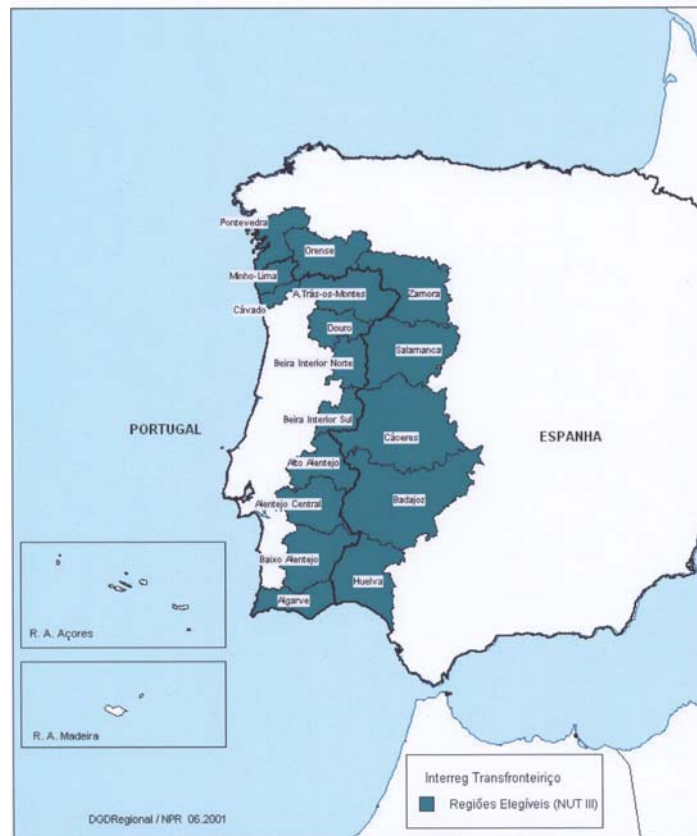 Pontevedra
Orense
Minho-Lima
A.Trás-os-Montes
Zamora
Cávado
Douro
Salamanca
Beira Interior Norte
Beira Interior Sul
PORTUGAL
Cáceres
ESPANHA
Alto Alentejo
Badajoz
Alentejo Central
Baixo Alentejo
Huelva
Algarve
R. A. Açores
R. A. Madeira
Interreg Transfronteiriço
Regiões Elegíveis (NUT III)
DGDRegional / NPR 06.2001